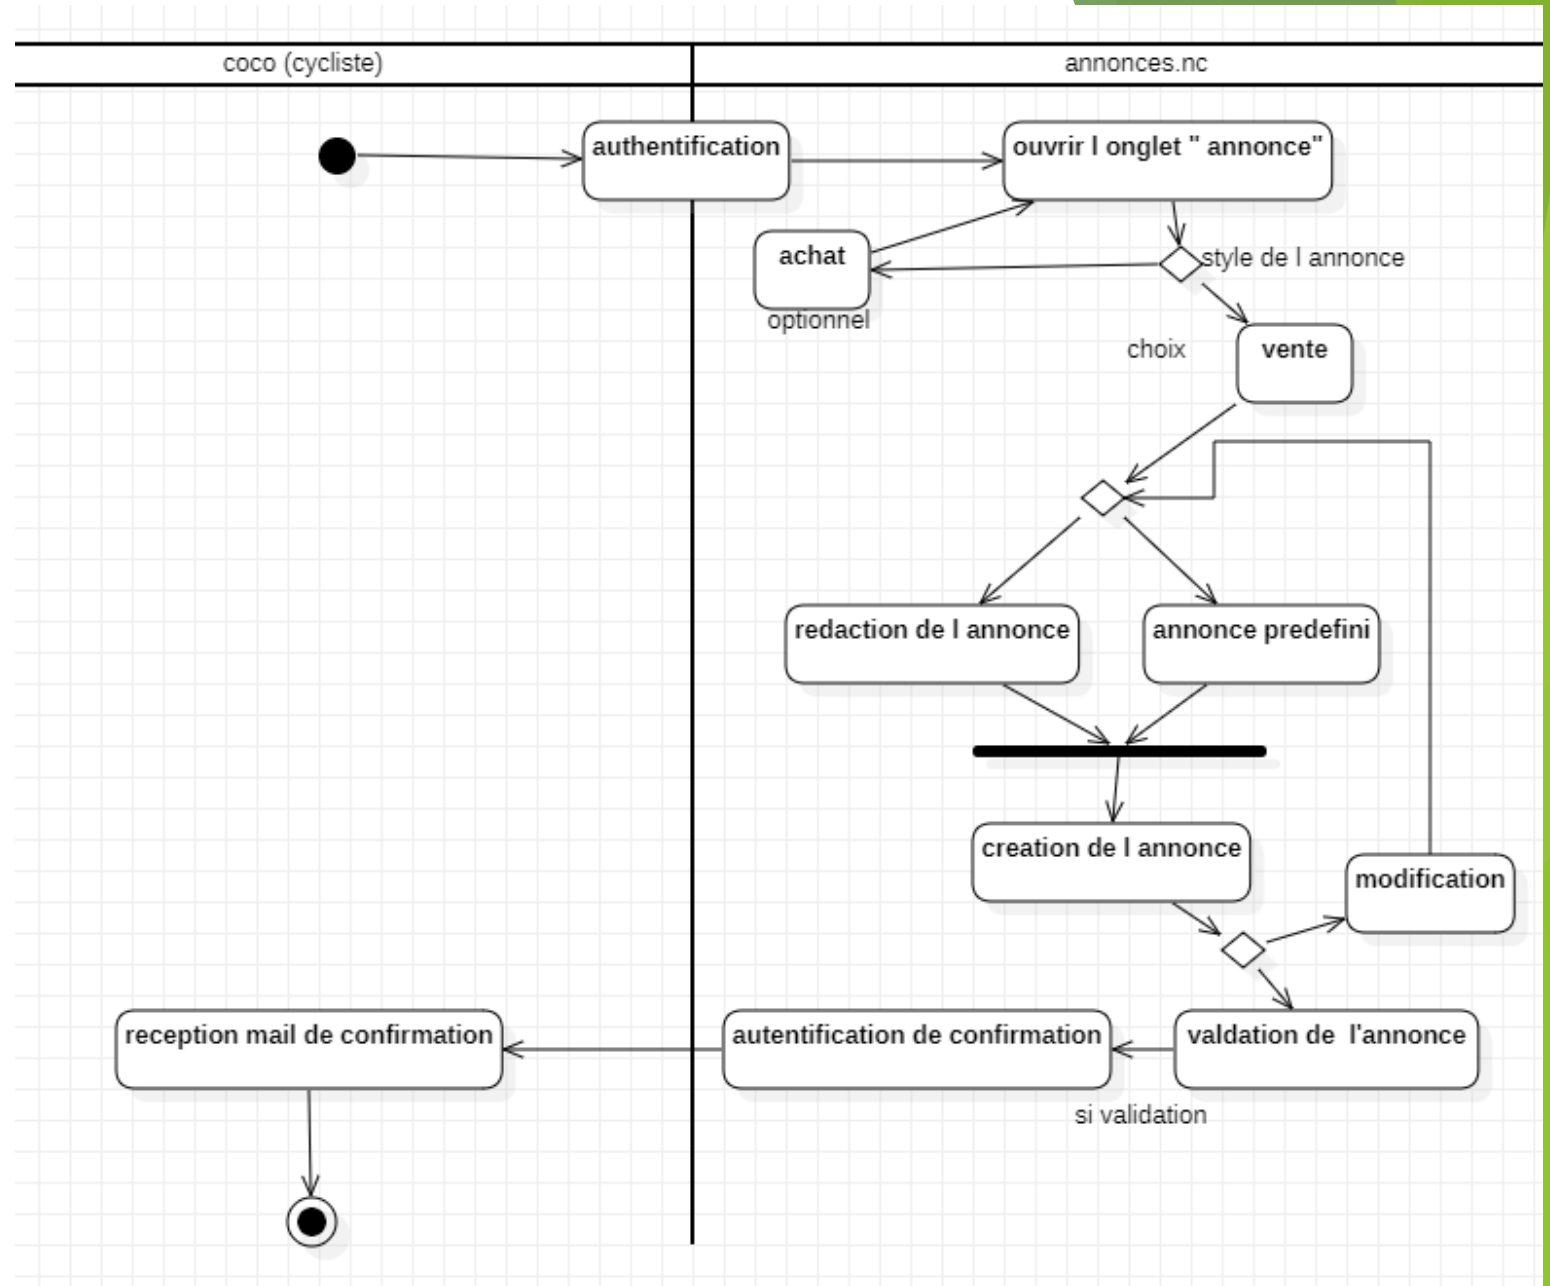 coco (cycliste)
annonces.nc
authentification
ouvrir l onglet " annonce"
achat
style de l annonce
optionnel
choix
vente
redaction de l annonce
annonce predefini
creation de l annonce
modification
reception mail de confirmation
autentification de confirmation
valdation de  l'annonce
si validation